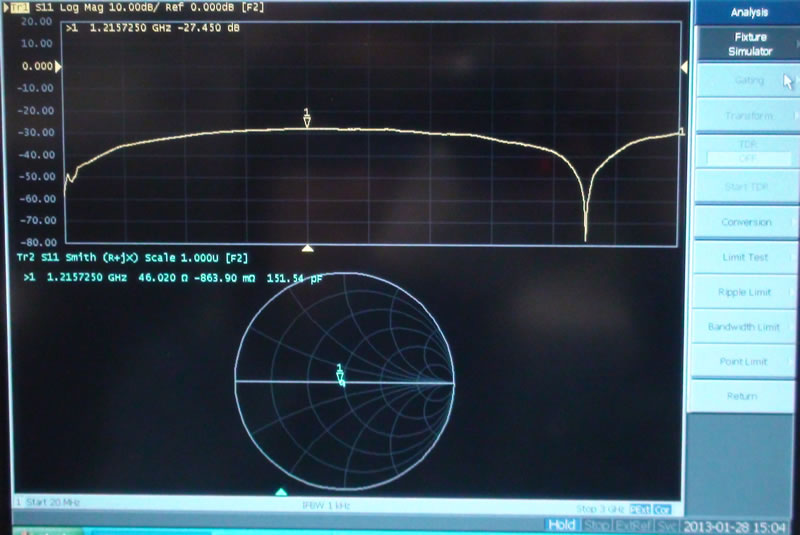 Tr1 S11 Log Mag 10.00dB/ Ref 0.000dB [F2]
>1 1.2157250 GHz -27.450 dB
20.00
10.00
0.000
-10.00
-20.00
-30.00
-40.00
-50.00
-60.00
-70.00
-80.00
1
1
Tr2 S11 Smith (R+jX) Scale 1.000U [F2]
>1 1.2157250 GHz 46.020 Ω -863.90 mΩ 151.54 pF
1
1 Start 20 MHz
IFBW 1 kHz
Stop 3 GHz PExt Cor
Hold Stop ExtRef Svc 2013-01-28 15:04
Analysis
Fixture
Simulator
Gating
Transform
TDR
OFF
Start TDR
Conversion
Limit Test
Ripple Limit
Bandwidth Limit
Point Limit
Return